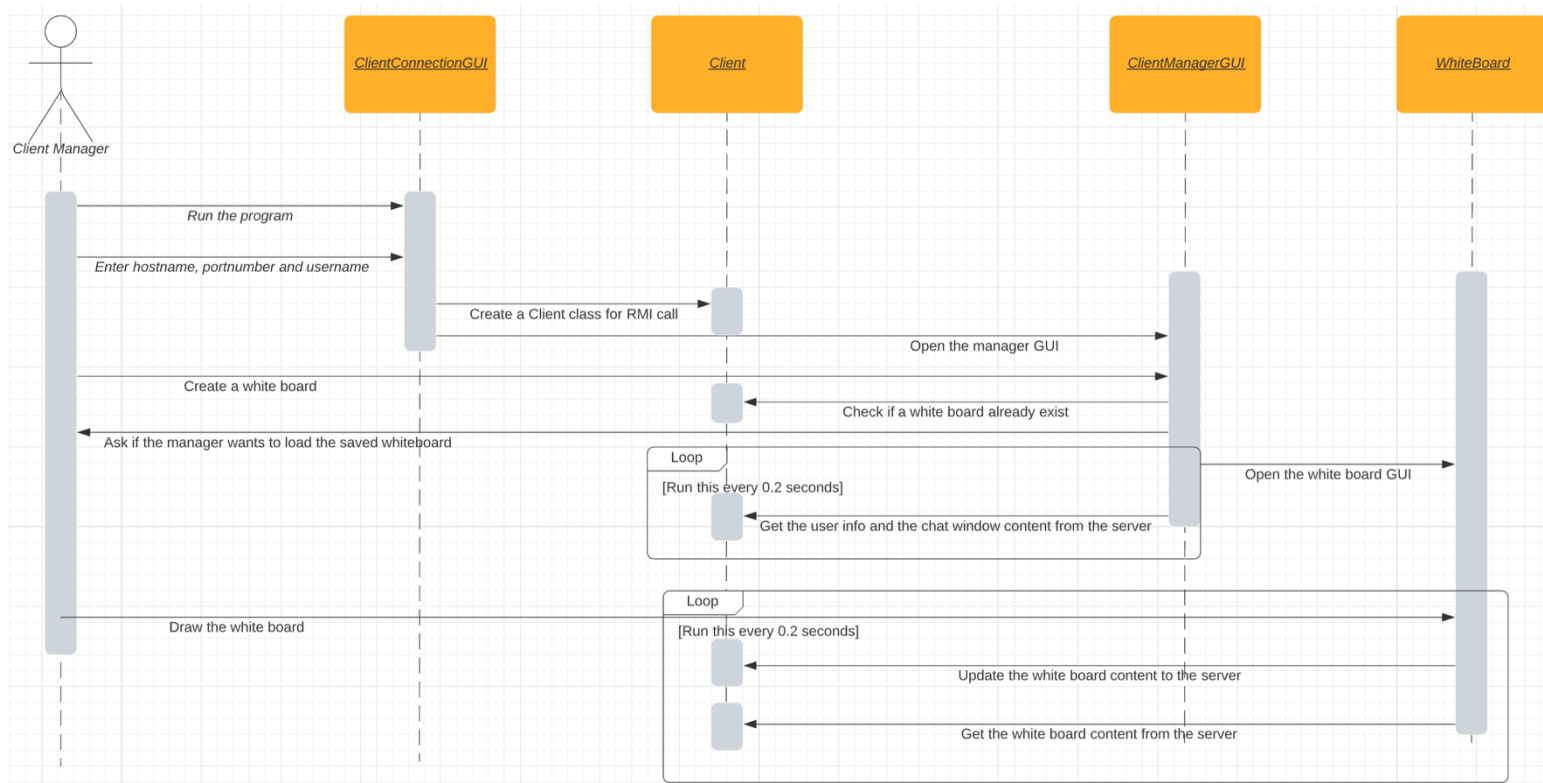 ClientConnectionGUI
Client
ClientManagerGUI
WhiteBoard
Client Manager
Run the program
Enter hostname, portnumber and username
Create a Client class for RMI call
Open the manager GUI
Create a white board
Check if a white board already exist
Ask if the manager wants to load the saved whiteboard
Loop
Open the white board GUI
[Run this every 0.2 seconds]
Get the user info and the chat window content from the server
Loop
Draw the white board
[Run this every 0.2 seconds]
Update the white board content to the server
Get the white board content from the server